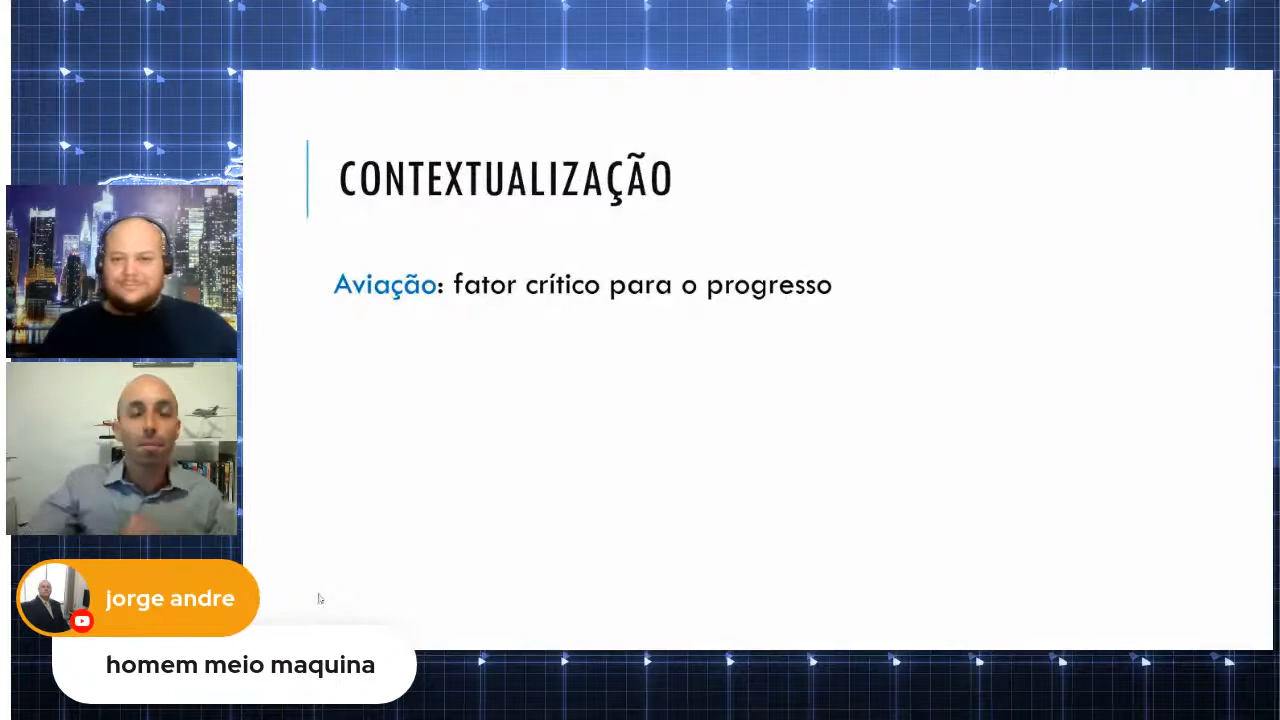 CONTEXTUALIZAÇÃO
Aviação: fator crítico para o progresso
jorge andre
homem meio maquina